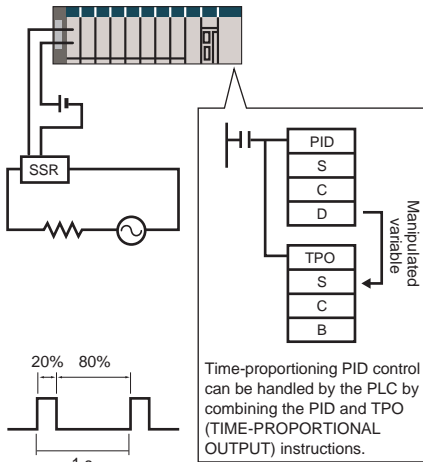 SSR
PID
S
C
D
Manipulated
variable
TPO
S
C
B
20% 80%
Time-proportioning PID control
can be handled by the PLC by
combining the PID and TPO
(TIME-PROPORTIONAL
OUTPUT) instructions.
1 s